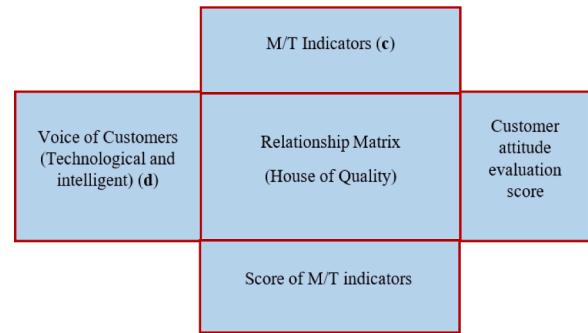 M/T Indicators (c)
Voice of Customers
(Technological and
intelligent) (d)
Relationship Matrix
(House of Quality)
Customer
attitude
evaluation
score
Score of M/T indicators